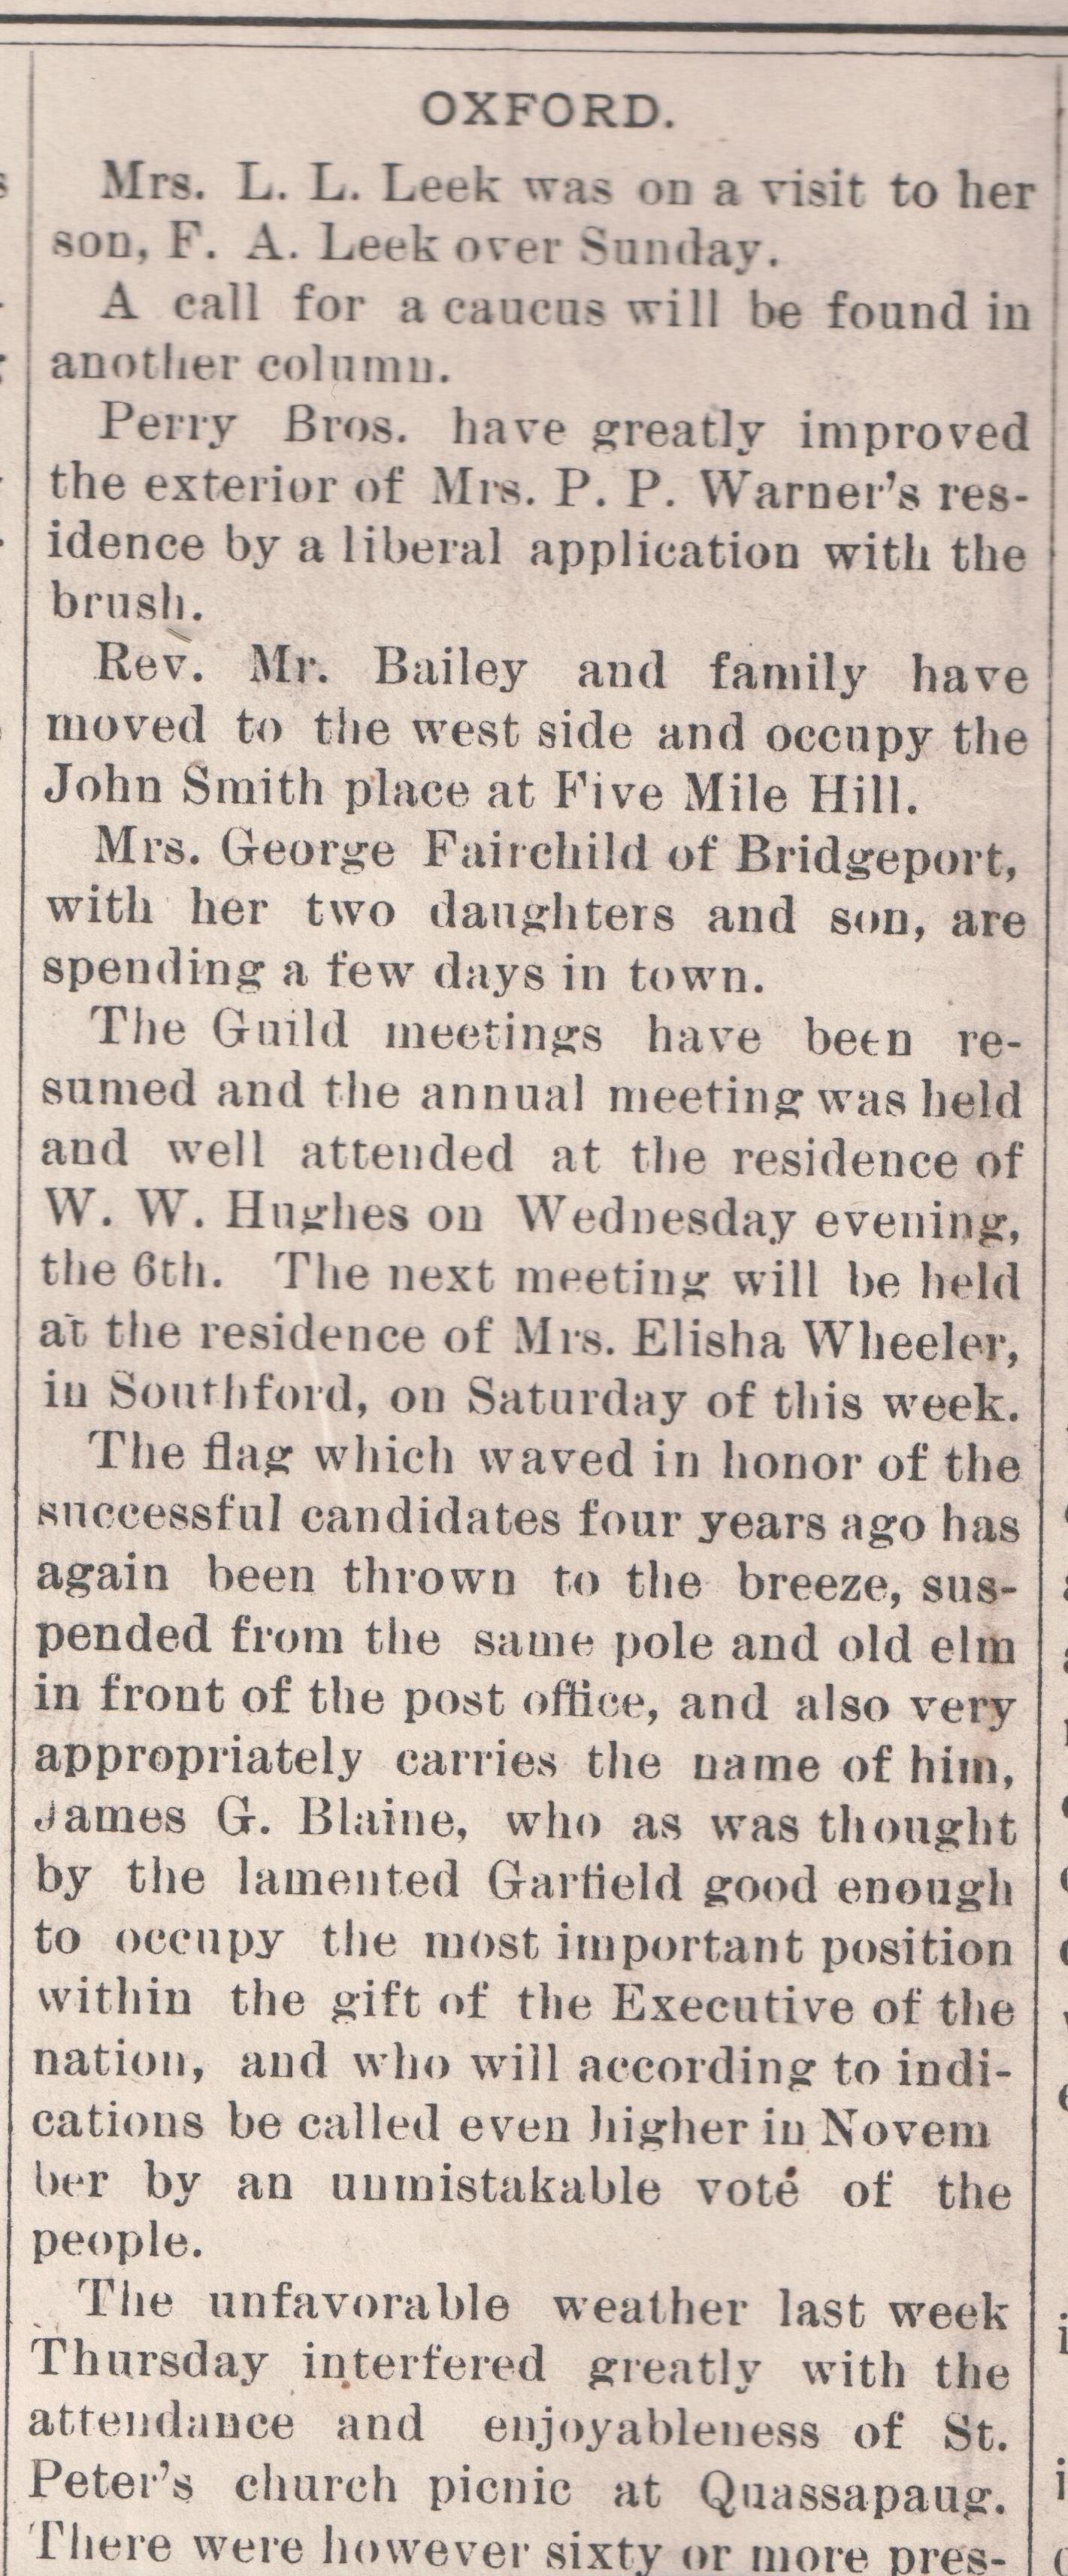 OXFORD.
Mrs. L. L. Leek was on a visit to her
son, F. A. Leek over Sunday.
A call for a caucus will be found in
another column.
Perry Bros. have greatly improved
the exterior of Mrs. P. P. Warner's res-
idence by a liberal application with the
brush.
Rev. Mr. Bailey and family have
moved to the west side and occupy the
John Smith place at Five Mile Hill.
Mrs. George Fairchild of Bridgeport,
with her two daughters and son, are
spending a few days in town.
The Guild meetings have been re-
sumed and the annual meeting was held
and well attended at the residence of
W. W. Hughes on Wednesday evening,
the 6th. The next meeting will be held
at the residence of Mrs. Elisha Wheeler,
in Southford, on Saturday of this week.
The flag which waved in honor of the
successful candidates four years ago has
again been thrown to the breeze, sus-
pended from the same pole and old elm
in front of the post office, and also very
appropriately carries the name of him,
James G. Blaine, who as was thought
by the lamented Garfield good enough
to occupy the most important position
within the gift of the Executive of the
nation, and who will according to indi-
cations be called even higher in Novem
ber by an unmistakable vote of the
people.
The unfavorable weather last week
Thursday interfered greatly with the
attendance and enjoyableness of St.
Peter's church picnic at Quassapaug.
There were however sixty or more pres-